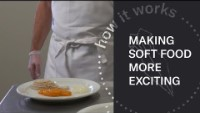 how it works
MAKING
SOFT FOOD
MORE
EXCITING